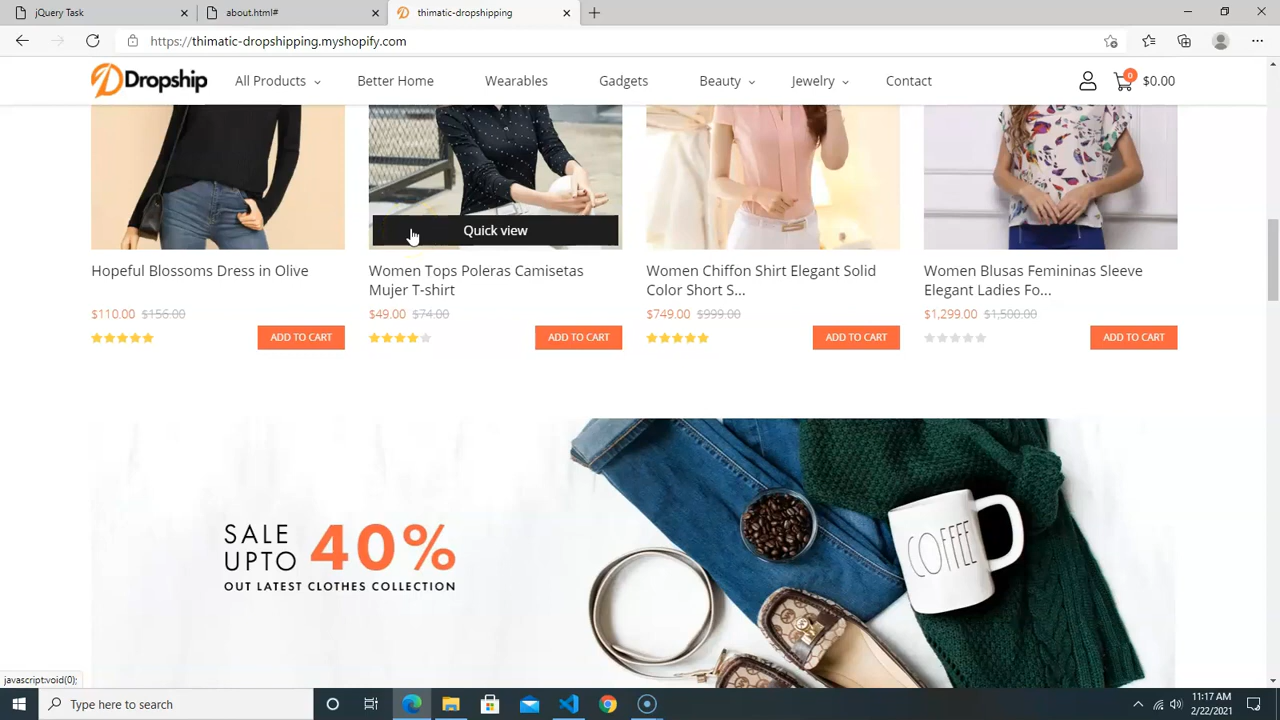 jQuery Task
about.html#
thimatic-dropshipping
https://thimatic-dropshipping.myshopify.com
Dropship
All Products
Better Home
Wearables
Gadgets
Beauty
Jewelry
Contact
0
$0.00
Quick view
Hopeful Blossoms Dress in Olive
$110.00 $156.00
ADD TO CART
Women Tops Poleras Camisetas
Mujer T-shirt
$49.00 $74.00
ADD TO CART
Women Chiffon Shirt Elegant Solid
Color Short S...
$749.00 $999.00
ADD TO CART
Women Blusas Femininas Sleeve
Elegant Ladies Fo...
$1,299.00 $1,500.00
ADD TO CART
SALE
UPTO 40%
OUT LATEST CLOTHES COLLECTION
COFFEE
javascript:void(0);
Type here to search
11:17 AM
2/22/2021